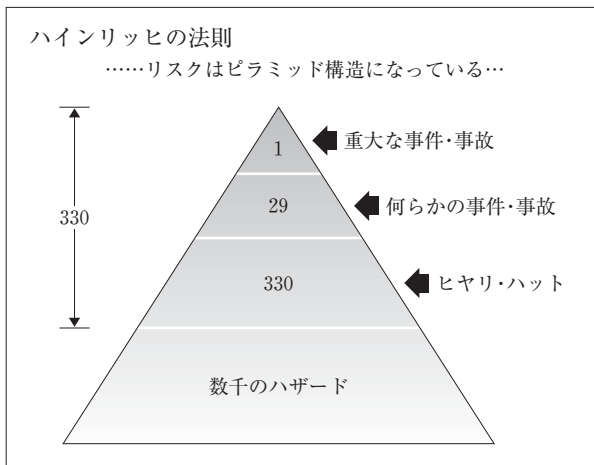 ハインリッヒの法則
……リスクはピラミッド構造になっている…
1
重大な事件・事故
330
29
何らかの事件・事故
330
ヒヤリ・ハット
数千のハザード